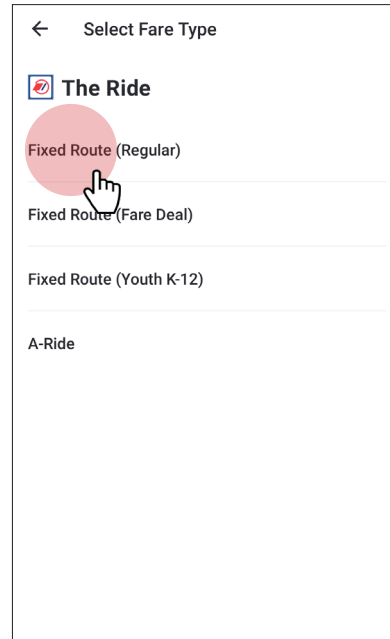 Select Fare Type
The Ride
Fixed Route (Regular)
Fixed Route (Fare Deal)
Fixed Route (Youth K-12)
A-Ride